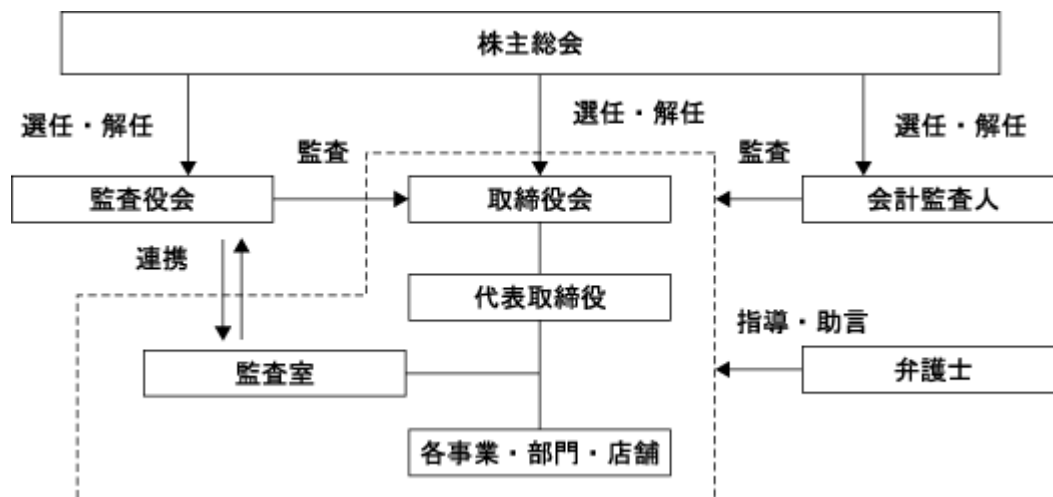 株主総会
選任・解任
選任・解任
選任・解任
監査
監査
監査役会
取締役会
会計監査人
連携
代表取締役
指導・助言
監査室
弁護士
各事業・部門・店舗